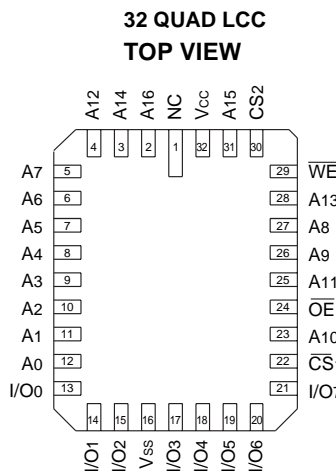 32 QUAD LCC
TOP VIEW
A12
A14
A16
NC
VCC
A15
CS2
4
3
2
1
32
31
30
A7 5
A6 6
A5 7
A4 8
A3 9
A2 10
A1 11
A0 12
I/O0 13
29 W̅E̅
28 A13
27 A8
26 A9
25 A11
24 O̅E̅
23 A10
22 C̅S̅
21 I/O7
14
15
16
17
18
19
20
I/O1
I/O2
VSS
I/O3
I/O4
I/O5
I/O6